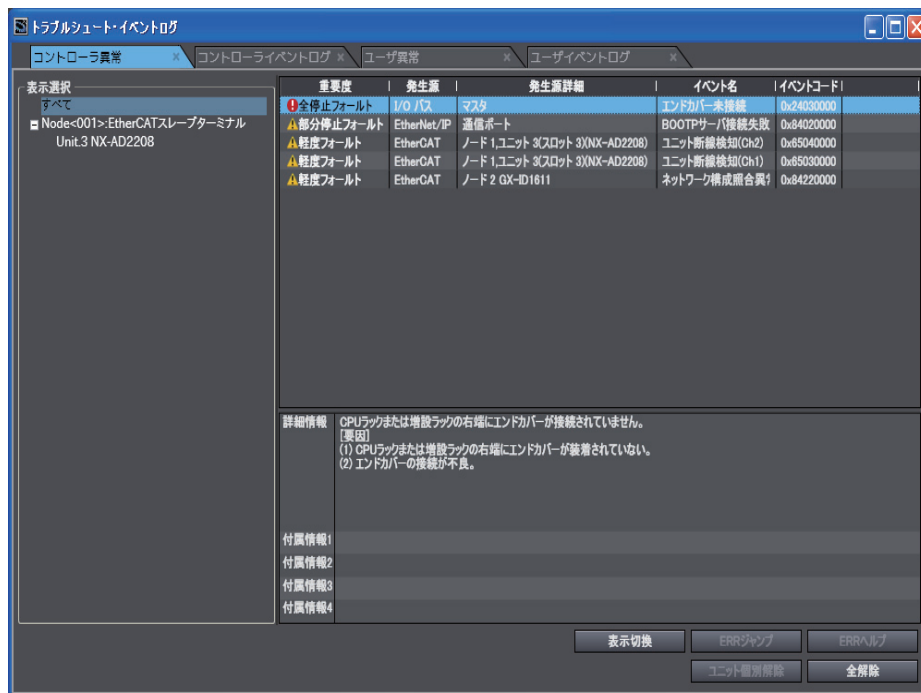 トラブルシュート・イベントログ
コントローラ異常 × コントローライベントログ × ユーザ異常 × ユーザイベントログ ×
表示選択
すべて
Node<001>:EtherCATスレーブターミナル
Unit.3 NX-AD2208
重要度 発生源 発生源詳細 イベント名 イベントコード
全停止フォールト I/O バス マスタ エンドカバー未接続 0x24030000
部分停止フォールト EtherNet/IP 通信ポート BOOTPサーバ接続失敗 0x84020000
軽度フォールト EtherCAT ノード 1,ユニット 3(スロット 3)(NX-AD2208) ユニット断線検知(Ch2) 0x65040000
軽度フォールト EtherCAT ノード 1,ユニット 3(スロット 3)(NX-AD2208) ユニット断線検知(Ch1) 0x65030000
軽度フォールト EtherCAT ノード 2 GX-ID1611 ネットワーク構成照合異 0x84220000
詳細情報 CPUラックまたは増設ラックの右端にエンドカバーが接続されていません。
[要因]
(1) CPUラックまたは増設ラックの右端にエンドカバーが装着されていない。
(2) エンドカバーの接続が不良。
付属情報1
付属情報2
付属情報3
付属情報4
表示切換 ERRジャンプ ERRヘルプ
ユニット個別解除 全解除